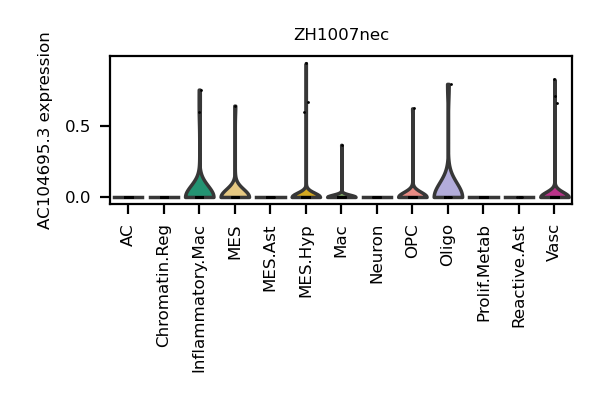 ZH1007nec
AC104695.3 expression
0.5
0.0
AC
Chromatin.Reg
Inflammatory.Mac
MES
MES.Ast
MES.Hyp
Mac
Neuron
OPC
Oligo
Prolif.Metab
Reactive.Ast
Vasc